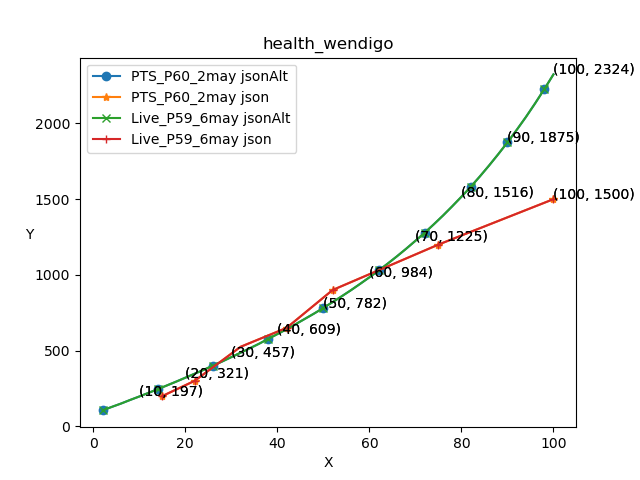 health_wendigo
PTS_P60_2may jsonAlt
PTS_P60_2may json
Live_P59_6may jsonAlt
Live_P59_6may json
(100, 2324)
(90, 1875)
(80, 1516)
(100, 1500)
(70, 1225)
(60, 984)
(50, 782)
(40, 609)
(30, 457)
(20, 321)
(10, 197)
Y
2000
1500
1000
500
0
0 20 40 60 80 100
X